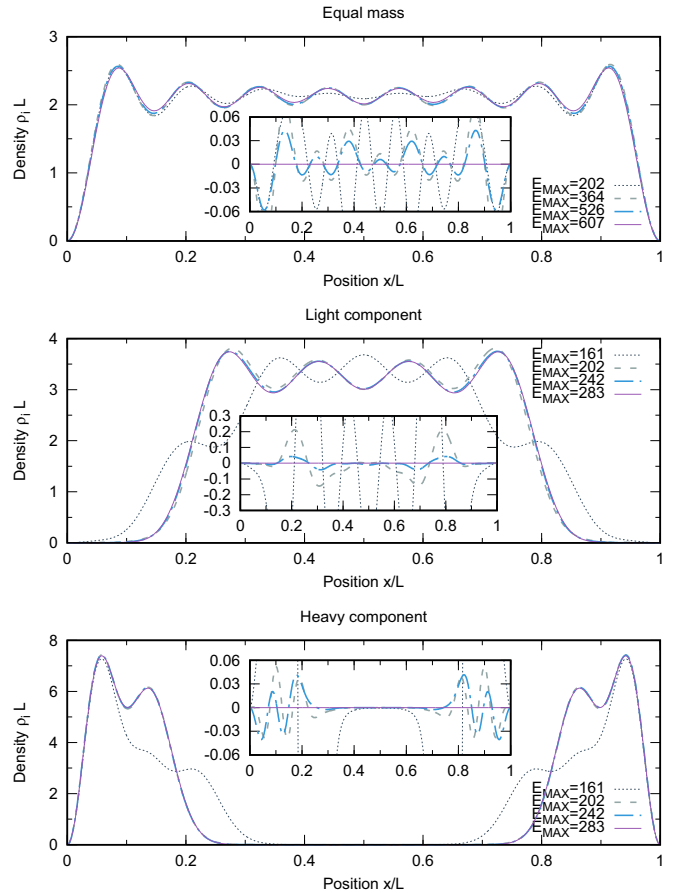 Equal mass
3
2
1
0
Density ρi L
0.06
0.03
0
-0.03
-0.06
0 0.2 0.4 0.6 0.8 1
EMAX=202
EMAX=364
EMAX=526
EMAX=607
0 0.2 0.4 0.6 0.8 1
Position x/L
Light component
4
3
2
1
0
Density ρi L
EMAX=161
EMAX=202
EMAX=242
EMAX=283
0.3
0.2
0.1
0
-0.1
-0.2
-0.3
0 0.2 0.4 0.6 0.8 1
0 0.2 0.4 0.6 0.8 1
Position x/L
Heavy component
8
6
4
2
0
Density ρi L
0.06
0.03
0
-0.03
-0.06
0 0.2 0.4 0.6 0.8 1
EMAX=161
EMAX=202
EMAX=242
EMAX=283
0 0.2 0.4 0.6 0.8 1
Position x/L